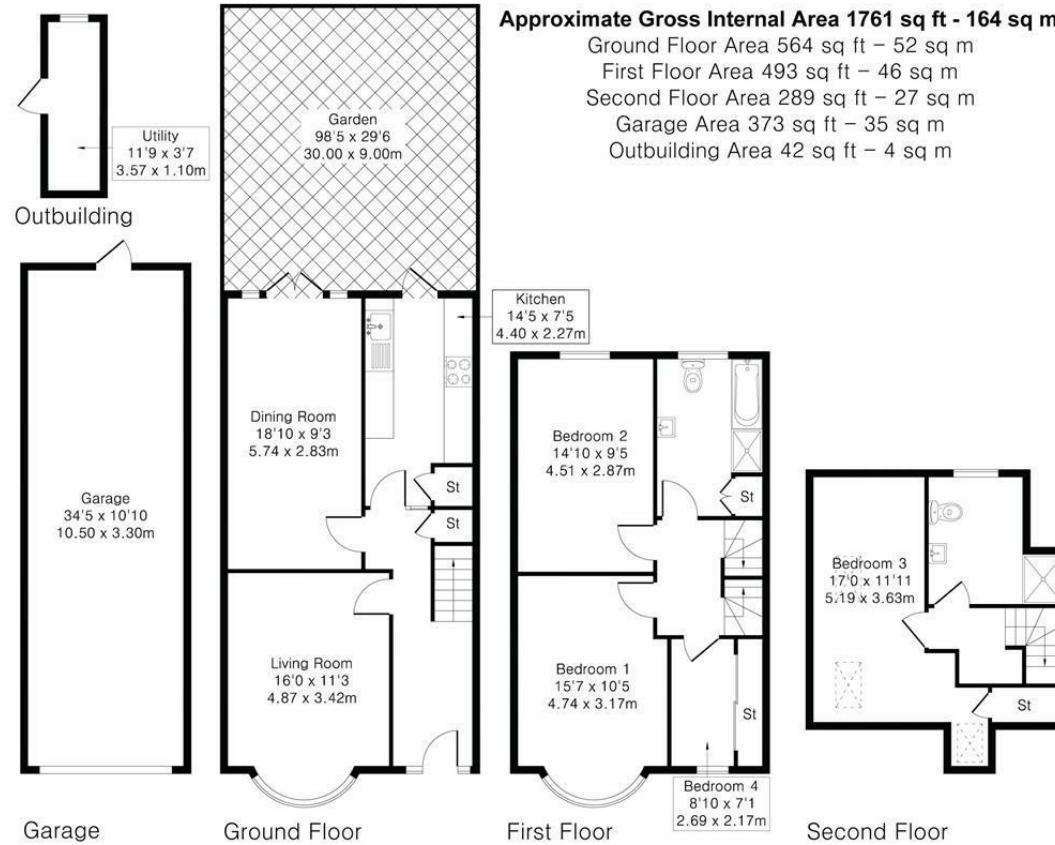 Approximate Gross Internal Area 1761 sq ft - 164 sq m
Ground Floor Area 564 sq ft – 52 sq m
First Floor Area 493 sq ft – 46 sq m
Second Floor Area 289 sq ft – 27 sq m
Garage Area 373 sq ft – 35 sq m
Outbuilding Area 42 sq ft – 4 sq m
Utility
11'9 x 3'7
3.57 x 1.10m
Outbuilding
Garden
98'5 x 29'6
30.00 x 9.00m
Kitchen
14'5 x 7'5
4.40 x 2.27m
Dining Room
18'10 x 9'3
5.74 x 2.83m
St
St
Garage
34'5 x 10'10
10.50 x 3.30m
Living Room
16'0 x 11'3
4.87 x 3.42m
Bedroom 2
14'10 x 9'5
4.51 x 2.87m
St
Bedroom 1
15'7 x 10'5
4.74 x 3.17m
St
Bedroom 4
8'10 x 7'1
2.69 x 2.17m
Bedroom 3
17'0 x 11'11
5.19 x 3.63m
St
Garage
Ground Floor
First Floor
Second Floor